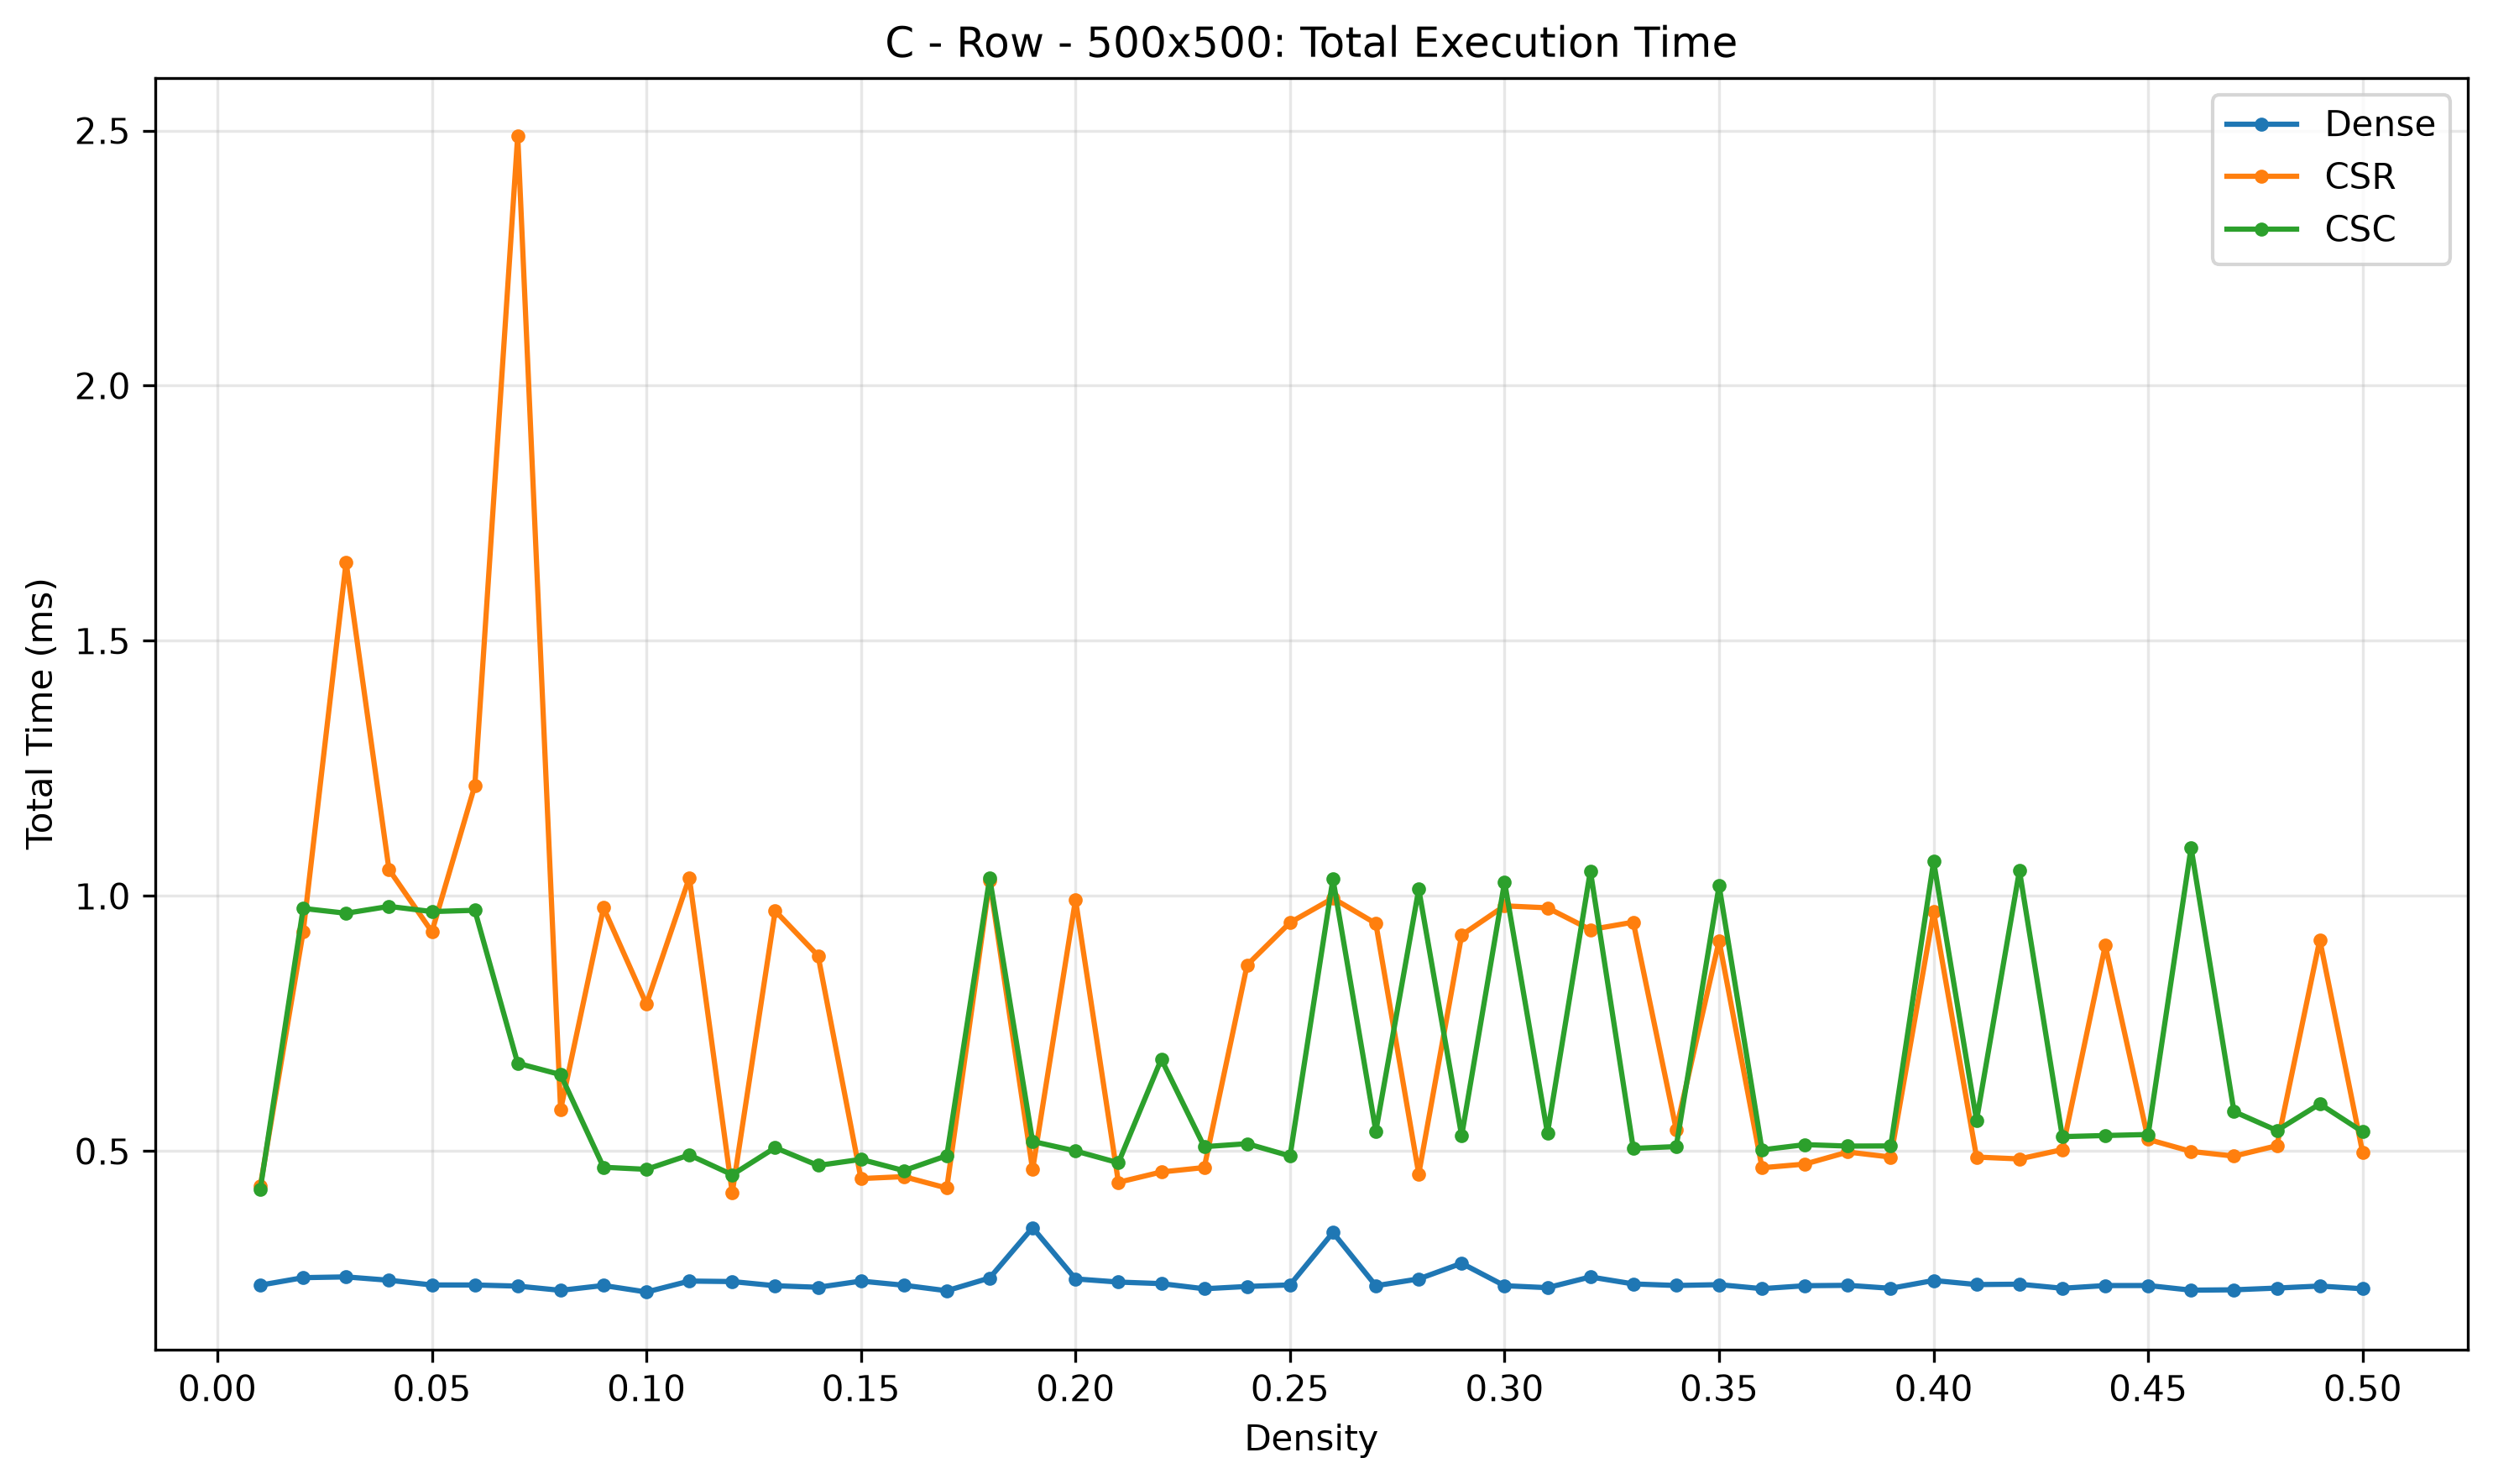 C - Row - 500x500: Total Execution Time
Dense
CSR
CSC
Total Time (ms)
2.5
2.0
1.5
1.0
0.5
0.00 0.05 0.10 0.15 0.20 0.25 0.30 0.35 0.40 0.45 0.50
Density